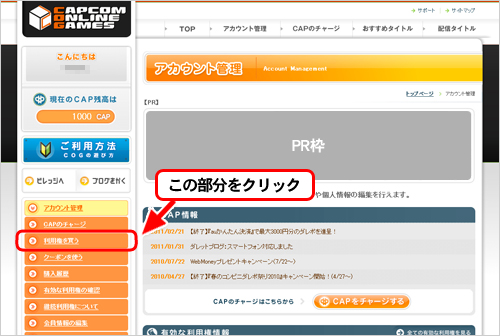 CAPCOM
ONLINE
GAMES
サポート
サイトマップ
TOP
アカウント管理
CAPのチャージ
おすすめタイトル
配信タイトル
こんにちは
現在のCAP残高は
1000 CAP
ご利用方法
COGの遊び方
ビレッジへ
ブログを書く
アカウント管理
CAPのチャージ
利用権を買う
クーポンを使う
購入履歴
有効な利用権の確認
継続利用権について
会員情報の編集
アカウント管理
Account Management
トップページ > アカウント管理
【PR】
PR枠
この部分をクリック
や個人情報の編集を行えます。
CAP情報
2011/02/21 【終了】「auかんたん決済」で最大3000円分のダレポを進呈!
2011/01/31 ダレットブログ:スマートフォン対応しました
2010/07/22 WebMoneyプレゼントキャンペーン(7/22~)
2010/04/27 【終了】『春のコンビニダレポ祭り』2010はキャンペーン開始!(4/27~)
CAPのチャージはこちらから
CAPをチャージする
有効な利用権情報
全ての有効な利用権を見る